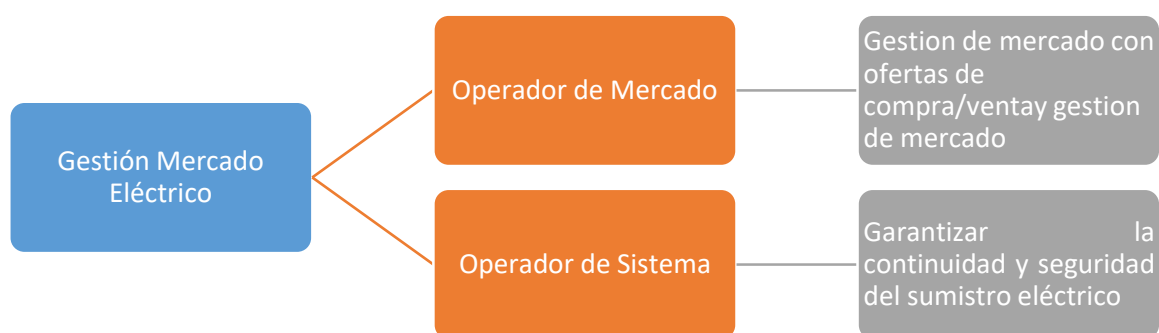 Gestión Mercado
Eléctrico
Operador de Mercado
Gestion de mercado con
ofertas de
compra/ventay gestion
de mercado
Operador de Sistema
Garantizar la
continuidad y seguridad
del sumistro eléctrico